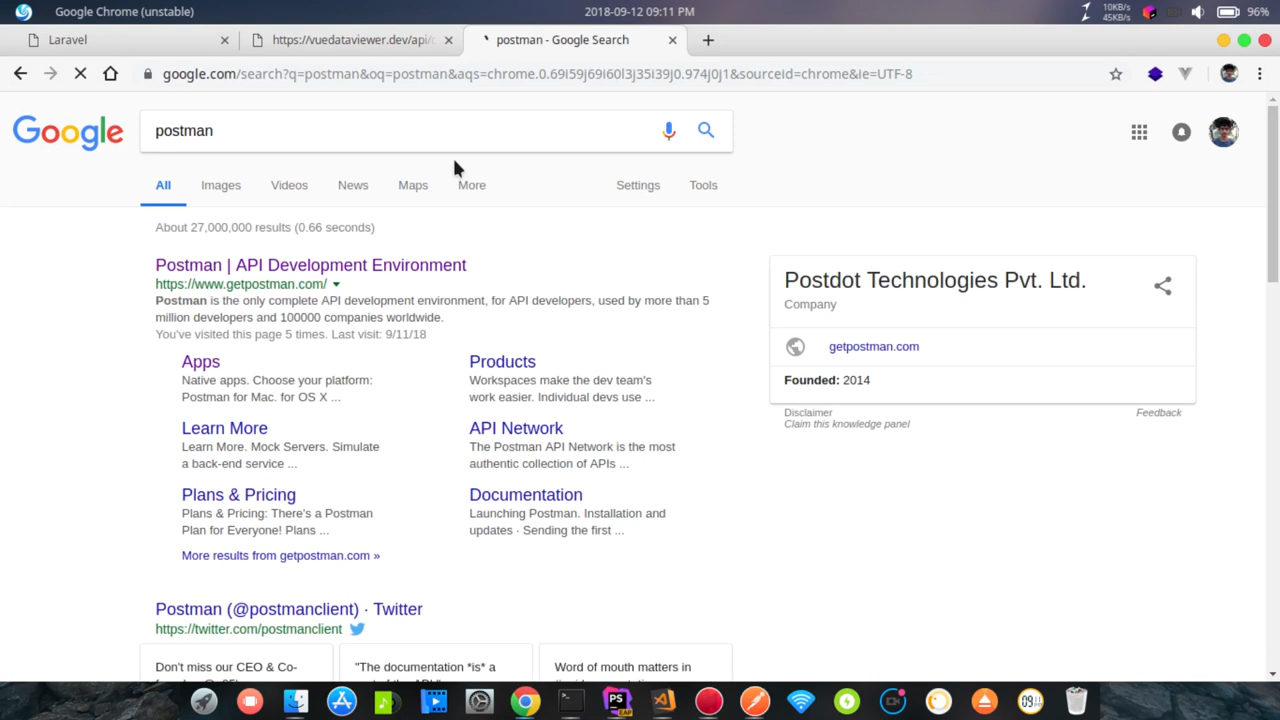 Google Chrome (unstable)
2018-09-12 09:11 PM
10KB/s
45KB/s
96%
Laravel
https://vuedataviewer.dev/api/c
postman - Google Search
google.com/search?q=postman&oq=postman&aqs=chrome.0.69i59j69i60l3j35i39j0.974j0j1&sourceId=chrome&ie=UTF-8
Google
postman
All Images Videos News Maps More Settings Tools
About 27,000,000 results (0.66 seconds)
Postman | API Development Environment
https://www.getpostman.com/
Postman is the only complete API development environment, for API developers, used by more than 5
million developers and 100000 companies worldwide.
You've visited this page 5 times. Last visit: 9/11/18
Apps
Native apps. Choose your platform:
Postman for Mac. for OS X ...
Products
Workspaces make the dev team's
work easier. Individual devs use ...
Learn More
Learn More. Mock Servers. Simulate
a back-end service ...
API Network
The Postman API Network is the most
authentic collection of APIs ...
Plans & Pricing
Plans & Pricing: There's a Postman
Plan for Everyone! Plans ...
Documentation
Launching Postman. Installation and
updates · Sending the first ...
More results from getpostman.com »
Postman (@postmanclient) · Twitter
https://twitter.com/postmanclient
Don't miss our CEO & Co-
"The documentation *is* a
Word of mouth matters in
Postdot Technologies Pvt. Ltd.
Company
getpostman.com
Founded: 2014
Disclaimer
Feedback
Claim this knowledge panel
PS
EAP